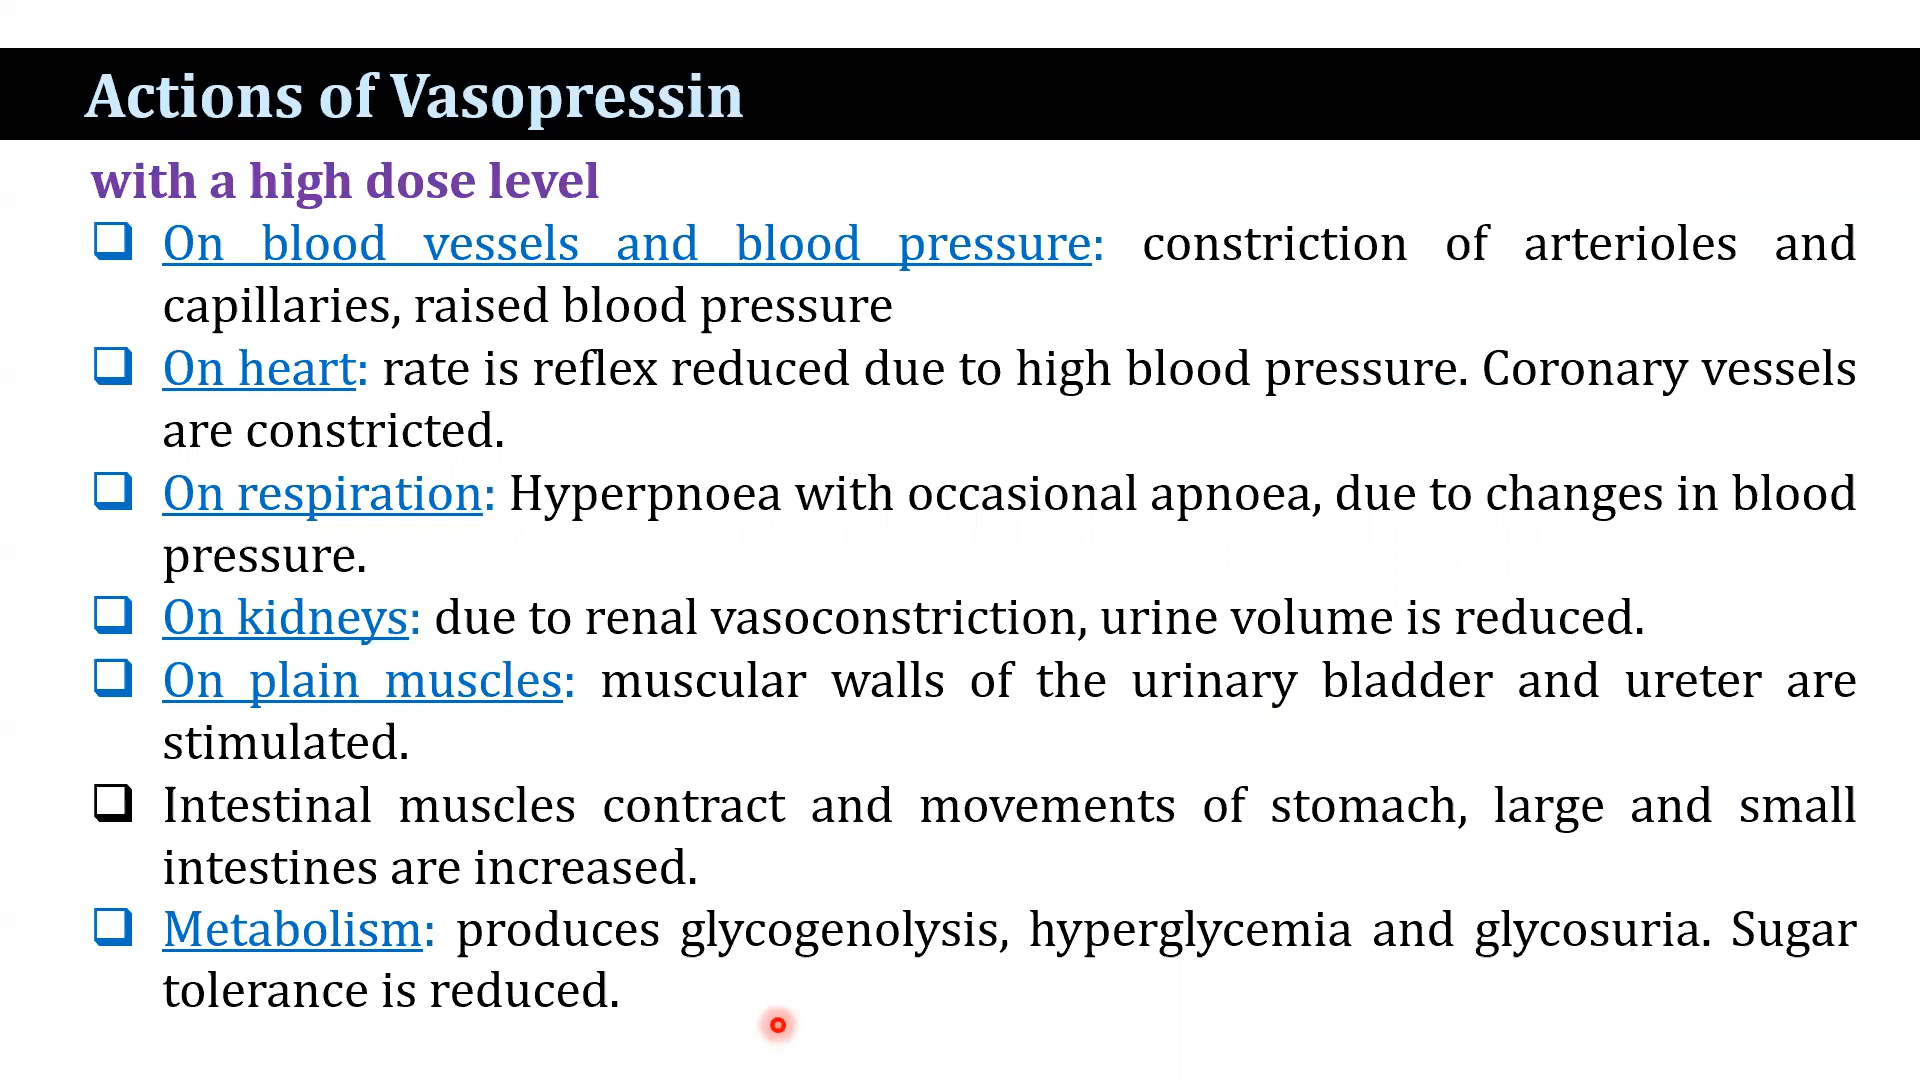 Actions of Vasopressin
with a high dose level
On blood vessels and blood pressure: constriction of arterioles and
capillaries, raised blood pressure
On heart: rate is reflex reduced due to high blood pressure. Coronary vessels
are constricted.
On respiration: Hyperpnoea with occasional apnoea, due to changes in blood
pressure.
On kidneys: due to renal vasoconstriction, urine volume is reduced.
On plain muscles: muscular walls of the urinary bladder and ureter are
stimulated.
Intestinal muscles contract and movements of stomach, large and small
intestines are increased.
Metabolism: produces glycogenolysis, hyperglycemia and glycosuria. Sugar
tolerance is reduced.